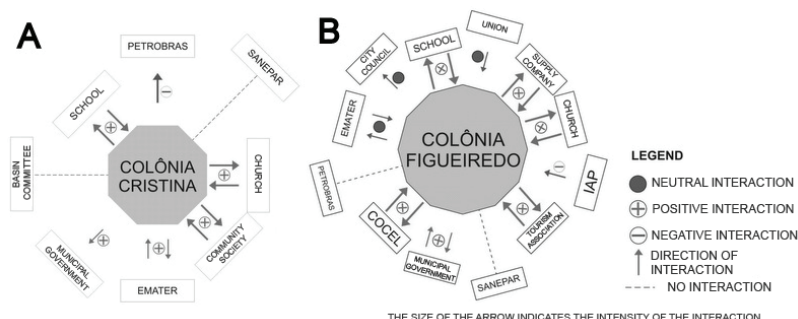 A
PETROBRAS
SANEPAR
SCHOOL
BASIN
COMMITTEE
COLÔNIA
CRISTINA
CHURCH
COMMUNITY
SOCIETY
MUNICIPAL
GOVERNMENT
EMATER
B
UNION
SCHOOL
CITY
COUNCIL
SUPPLY
COMPANY
EMATER
CHURCH
COLÔNIA
FIGUEIREDO
PETROBRAS
IAP
COCEL
TOURISM
ASSOCIATION
MUNICIPAL
GOVERNMENT
SANEPAR
LEGEND
NEUTRAL INTERACTION
POSITIVE INTERACTION
NEGATIVE INTERACTION
DIRECTION OF
INTERACTION
NO INTERACTION
THE SIZE OF THE ARROW INDICATES THE INTENSITY OF THE INTERACTION